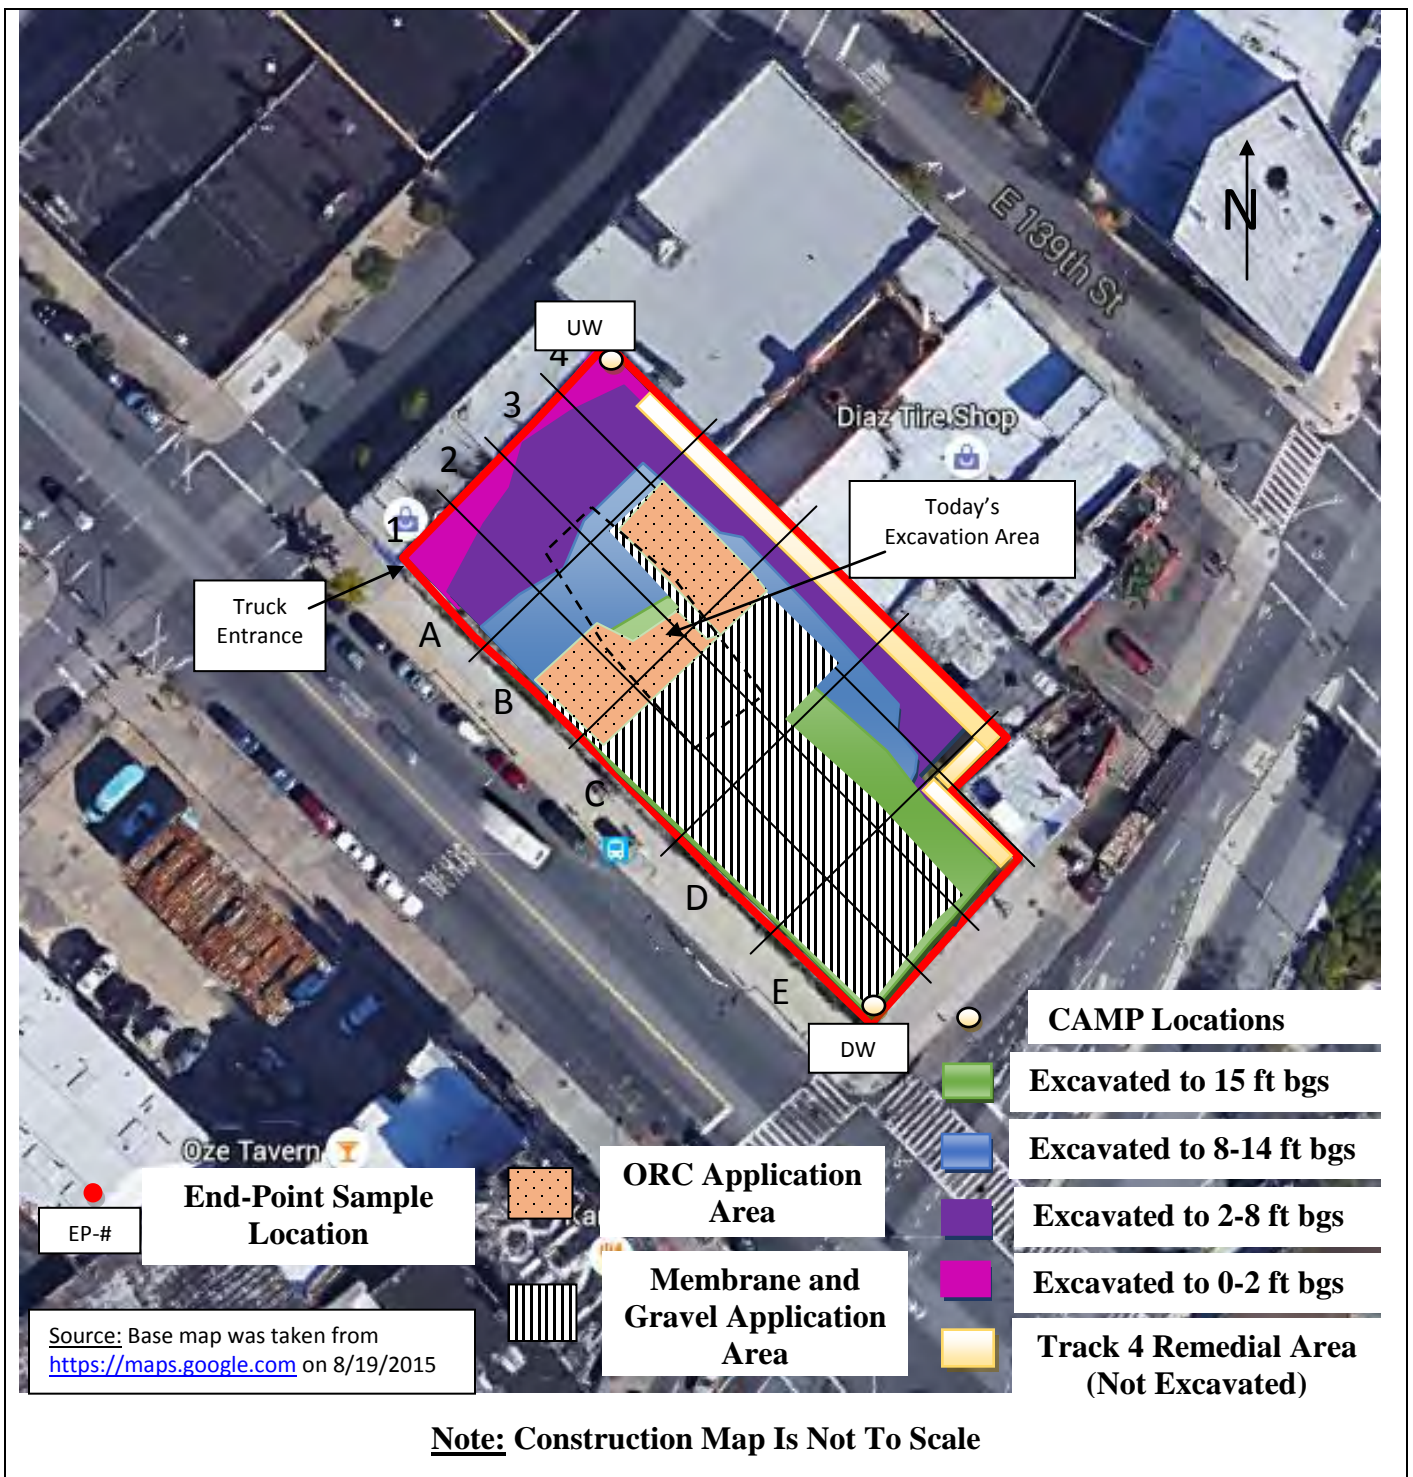 E 139th St
N
UW
4
3
2
1
Diaz Tire Shop
Today's
Excavation Area
Truck
Entrance
A
B
C
D
E
DW
CAMP Locations
Excavated to 15 ft bgs
Excavated to 8-14 ft bgs
Excavated to 2-8 ft bgs
Excavated to 0-2 ft bgs
Track 4 Remedial Area
(Not Excavated)
Oze Tavern
EP-#
End-Point Sample
Location
ORC Application
Area
Membrane and
Gravel Application
Area
Source: Base map was taken from
https://maps.google.com on 8/19/2015
Note: Construction Map Is Not To Scale